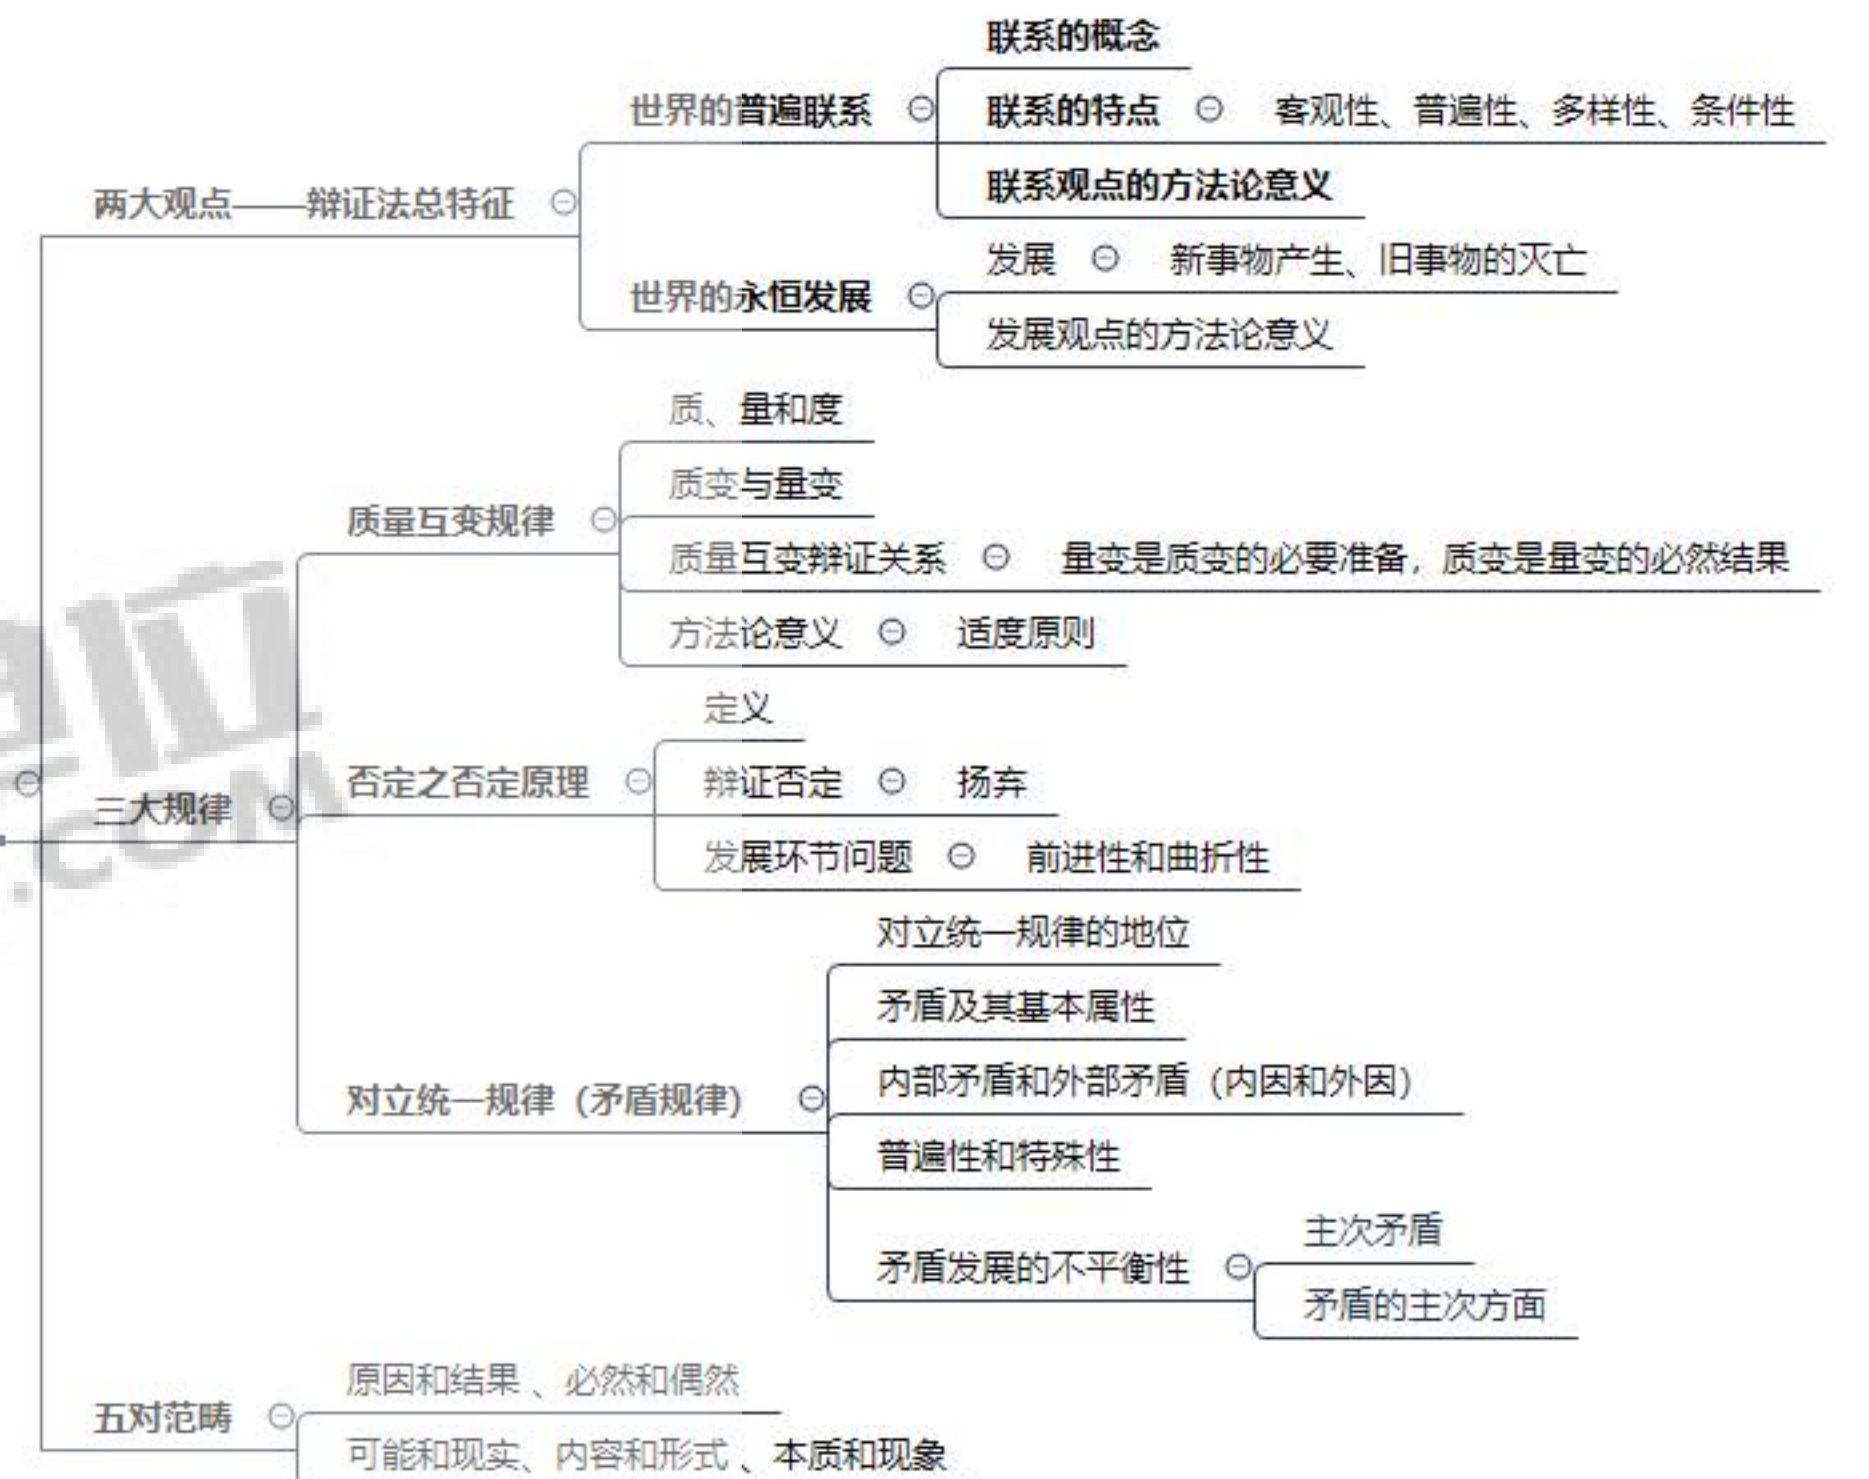 联系的概念
世界的普遍联系 联系的特点 客观性、普遍性、多样性、条件性
联系观点的方法论意义
两大观点——辩证法总特征
发展 新事物产生、旧事物的灭亡
世界的永恒发展
发展观点的方法论意义
质、量和度
质变与量变
质量互变规律
质量互变辩证关系 量变是质变的必要准备，质变是量变的必然结果
方法论意义 适度原则
定义
否定之否定原理 辩证否定 扬弃
三大规律
发展环节问题 前进性和曲折性
对立统一规律的地位
矛盾及其基本属性
内部矛盾和外部矛盾（内因和外因）
对立统一规律（矛盾规律）
普遍性和特殊性
主次矛盾
矛盾发展的不平衡性
矛盾的主次方面
原因和结果 、必然和偶然
五对范畴
可能和现实、内容和形式 、本质和现象
.COM